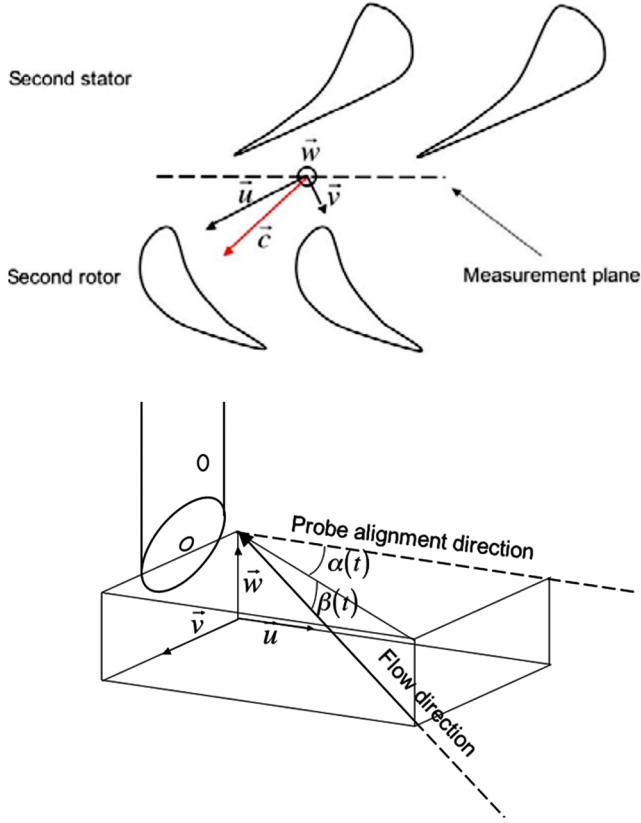 Second stator
w⃗
u⃗
v⃗
c⃗
Second rotor
Measurement plane
Probe alignment direction
α(t)
w⃗
β(t)
v⃗
u
Flow direction